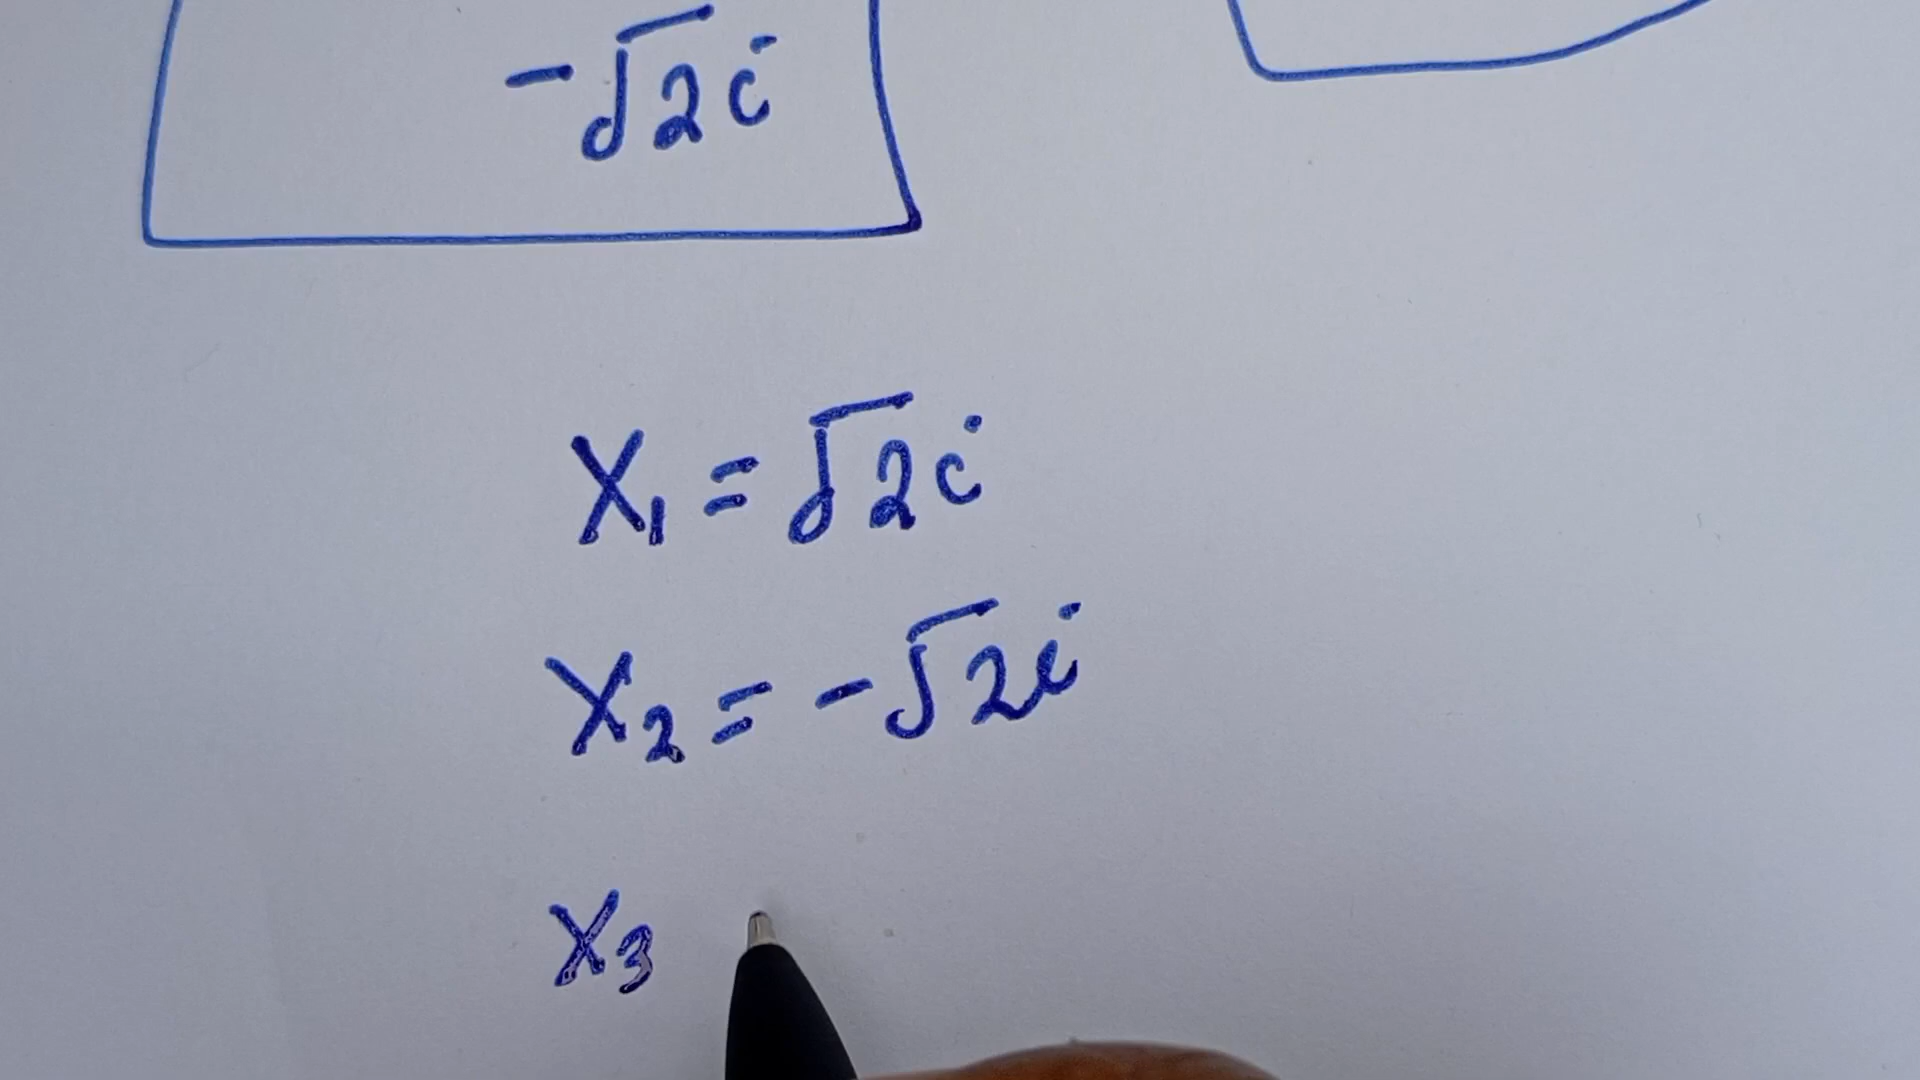 -√2i
X₁ = √2i
X₂ = -√2i
X₃